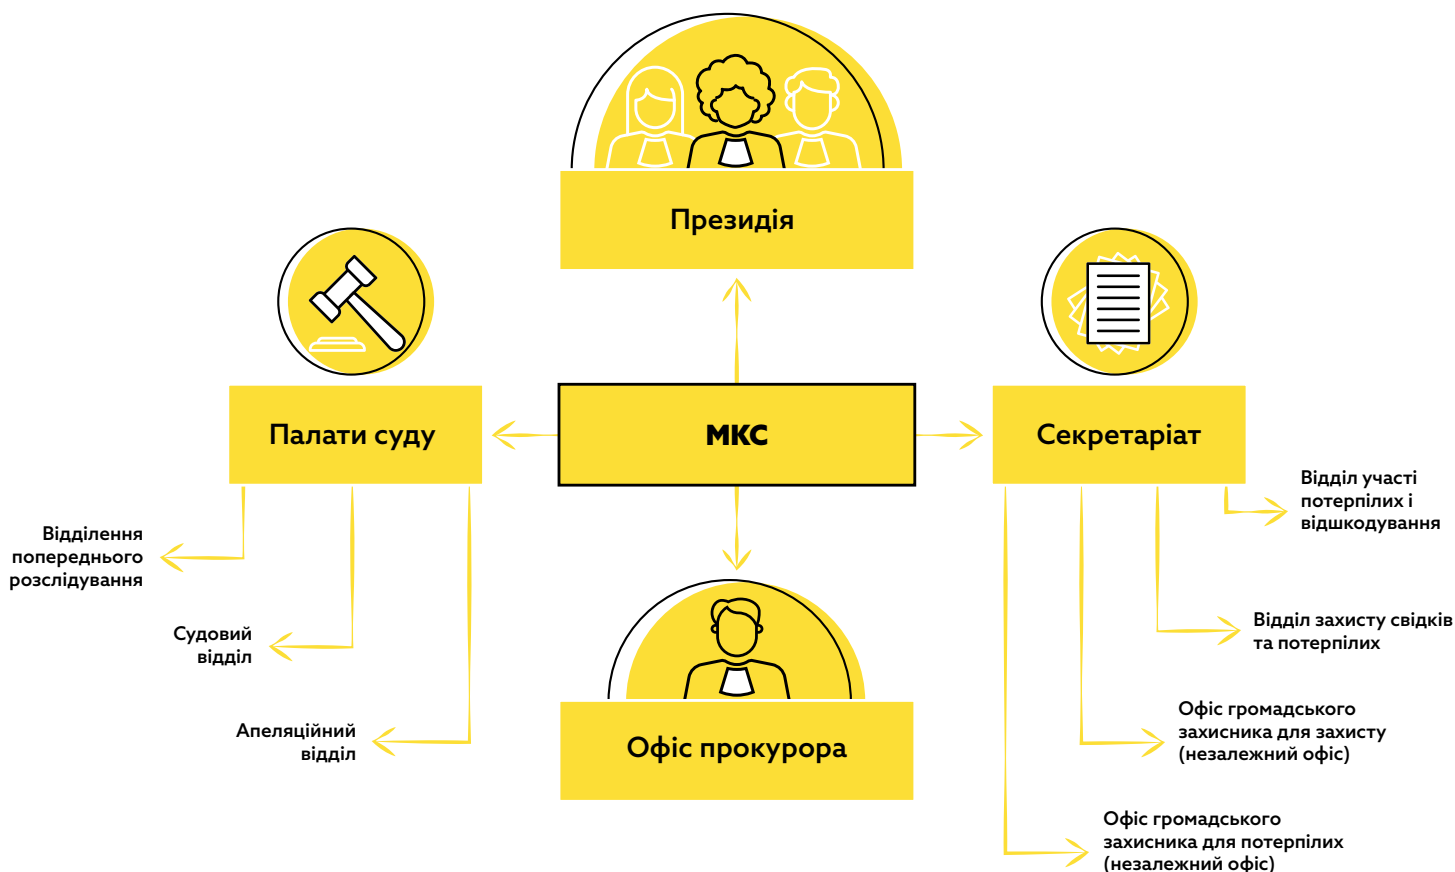 Президія
Палати суду
МКС
Секретаріат
Відділення
попереднього
розслідування
Судовий
відділ
Апеляційний
відділ
Офіс прокурора
Відділ участі
потерпілих і
відшкодування
Відділ захисту свідків
та потерпілих
Офіс громадського
захисника для захисту
(незалежний офіс)
Офіс громадського
захисника для потерпілих
(незалежний офіс)